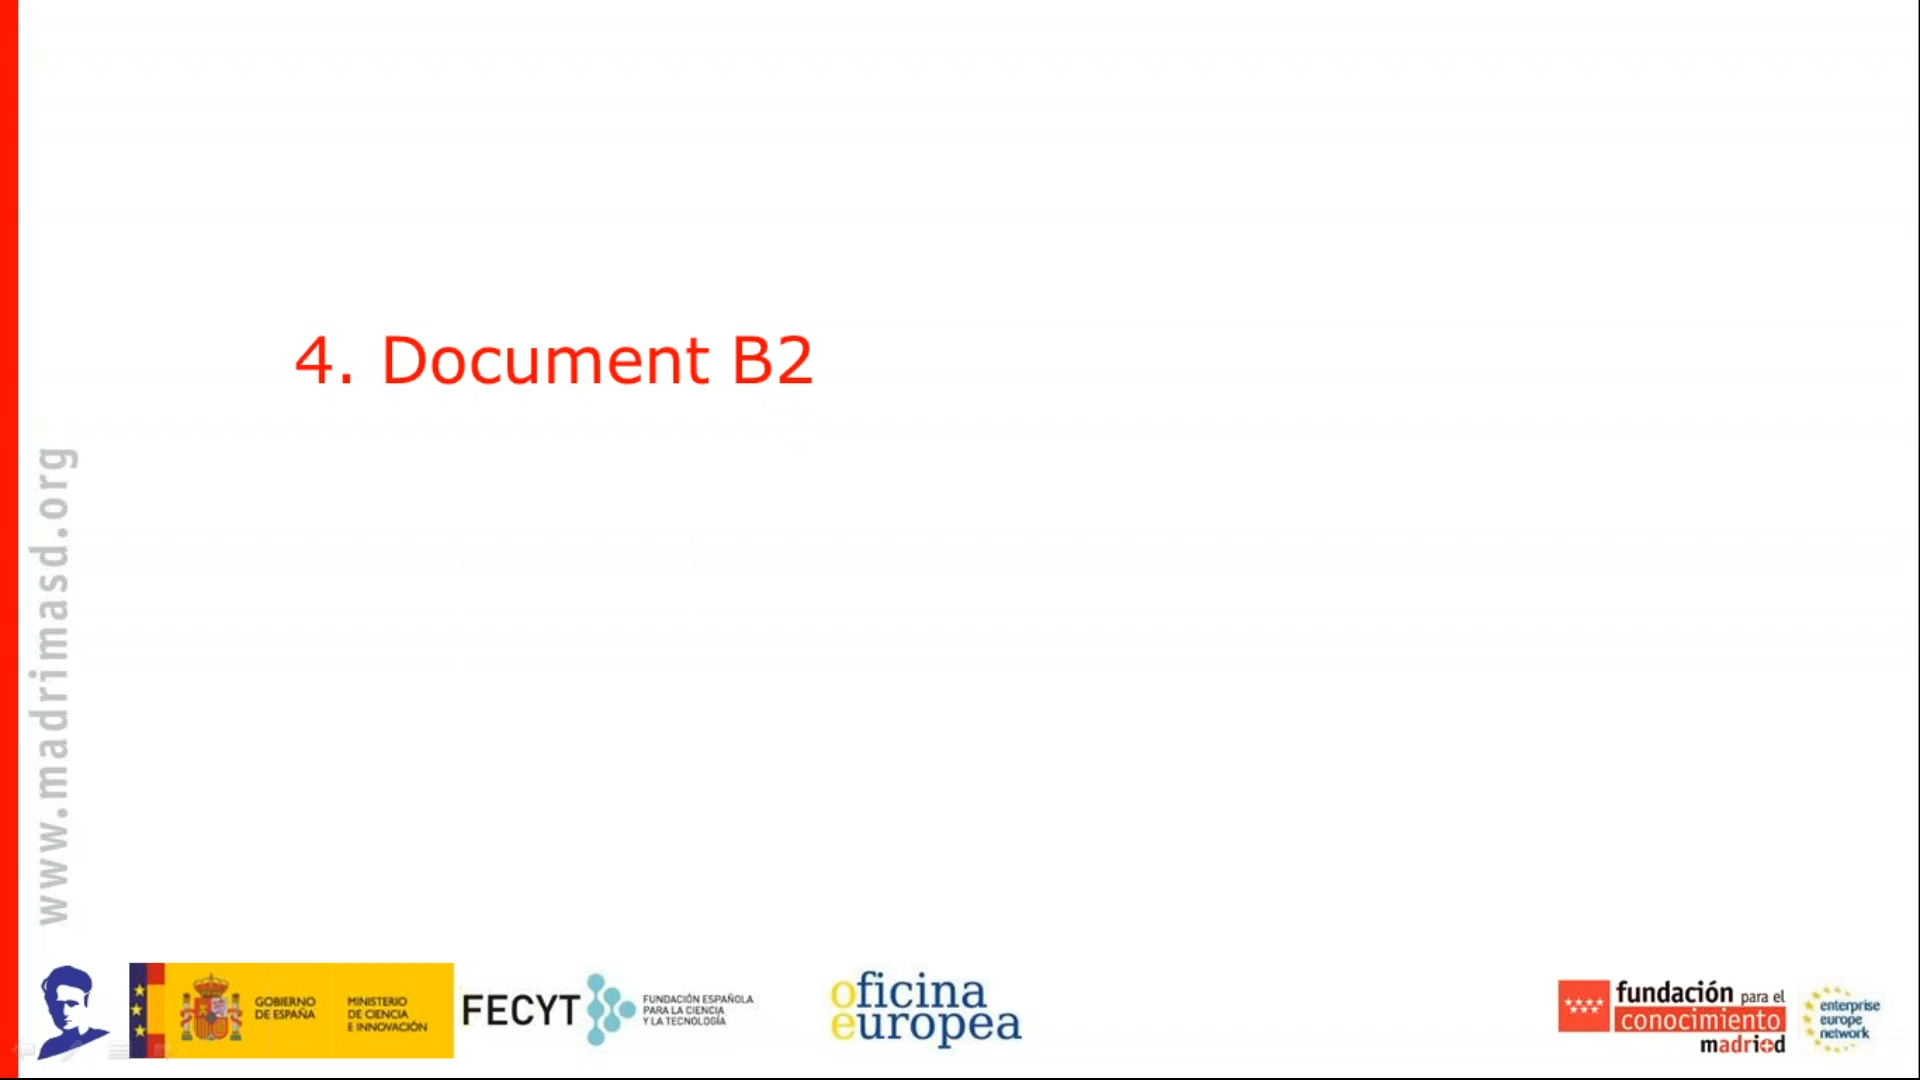 4. Document B2
www.madrimasd.org
GOBIERNO
DE ESPAÑA
MINISTERIO
DE CIENCIA
E INNOVACIÓN
FECYT
FUNDACIÓN ESPAÑOLA
PARA LA CIENCIA
Y LA TECNOLOGÍA
oficina
europea
fundación para el
conocimiento
madri+d
enterprise
europe
network